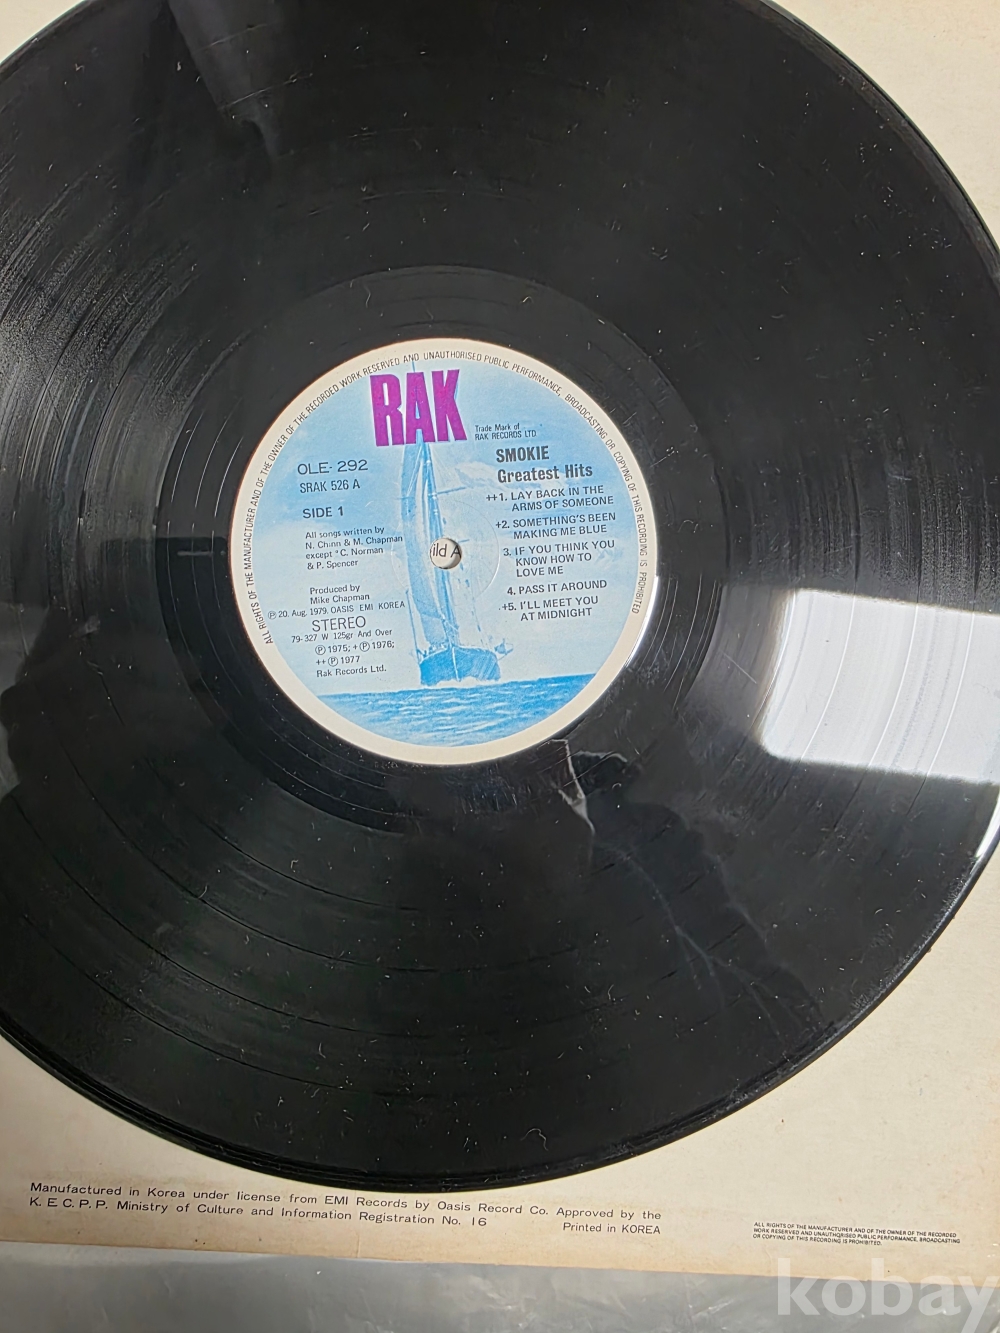 ALL RIGHTS OF THE MANUFACTURER AND OF THE OWNER OF THE RECORDED WORK RESERVED AND UNAUTHORISED PUBLIC PERFORMANCE, BROADCASTING OR COPYING OF THIS RECORDING IS PROHIBITED
RAK
Trade Mark of
RAK RECORDS LTD
OLE-292
SRAK 526 A
SIDE 1
All songs written by
N. Chinn & M. Chapman
except °C. Norman
& P. Spencer
Produced by
Mike Chapman
℗ 20. Aug. 1979. OASIS EMI KOREA
STEREO
79-327 W 125gr And Over
℗ 1975; +℗ 1976;
++℗ 1977
Rak Records Ltd.
SMOKIE
Greatest Hits
++1. LAY BACK IN THE
ARMS OF SOMEONE
+2. SOMETHING'S BEEN
MAKING ME BLUE
3. IF YOU THINK YOU
KNOW HOW TO
LOVE ME
4. PASS IT AROUND
+5. I'LL MEET YOU
AT MIDNIGHT
ild A
Manufactured in Korea under license from EMI Records by Oasis Record Co. Approved by the
K. E C. P. P. Ministry of Culture and Information Registration No. 16
Printed in KOREA
ALL RIGHTS OF THE MANUFACTURER AND OF THE OWNER OF THE RECORDED
WORK RESERVED AND UNAUTHORISED PUBLIC PERFORMANCE, BROADCASTING
OR COPYING OF THIS RECORDING IS PROHIBITED.
kobay